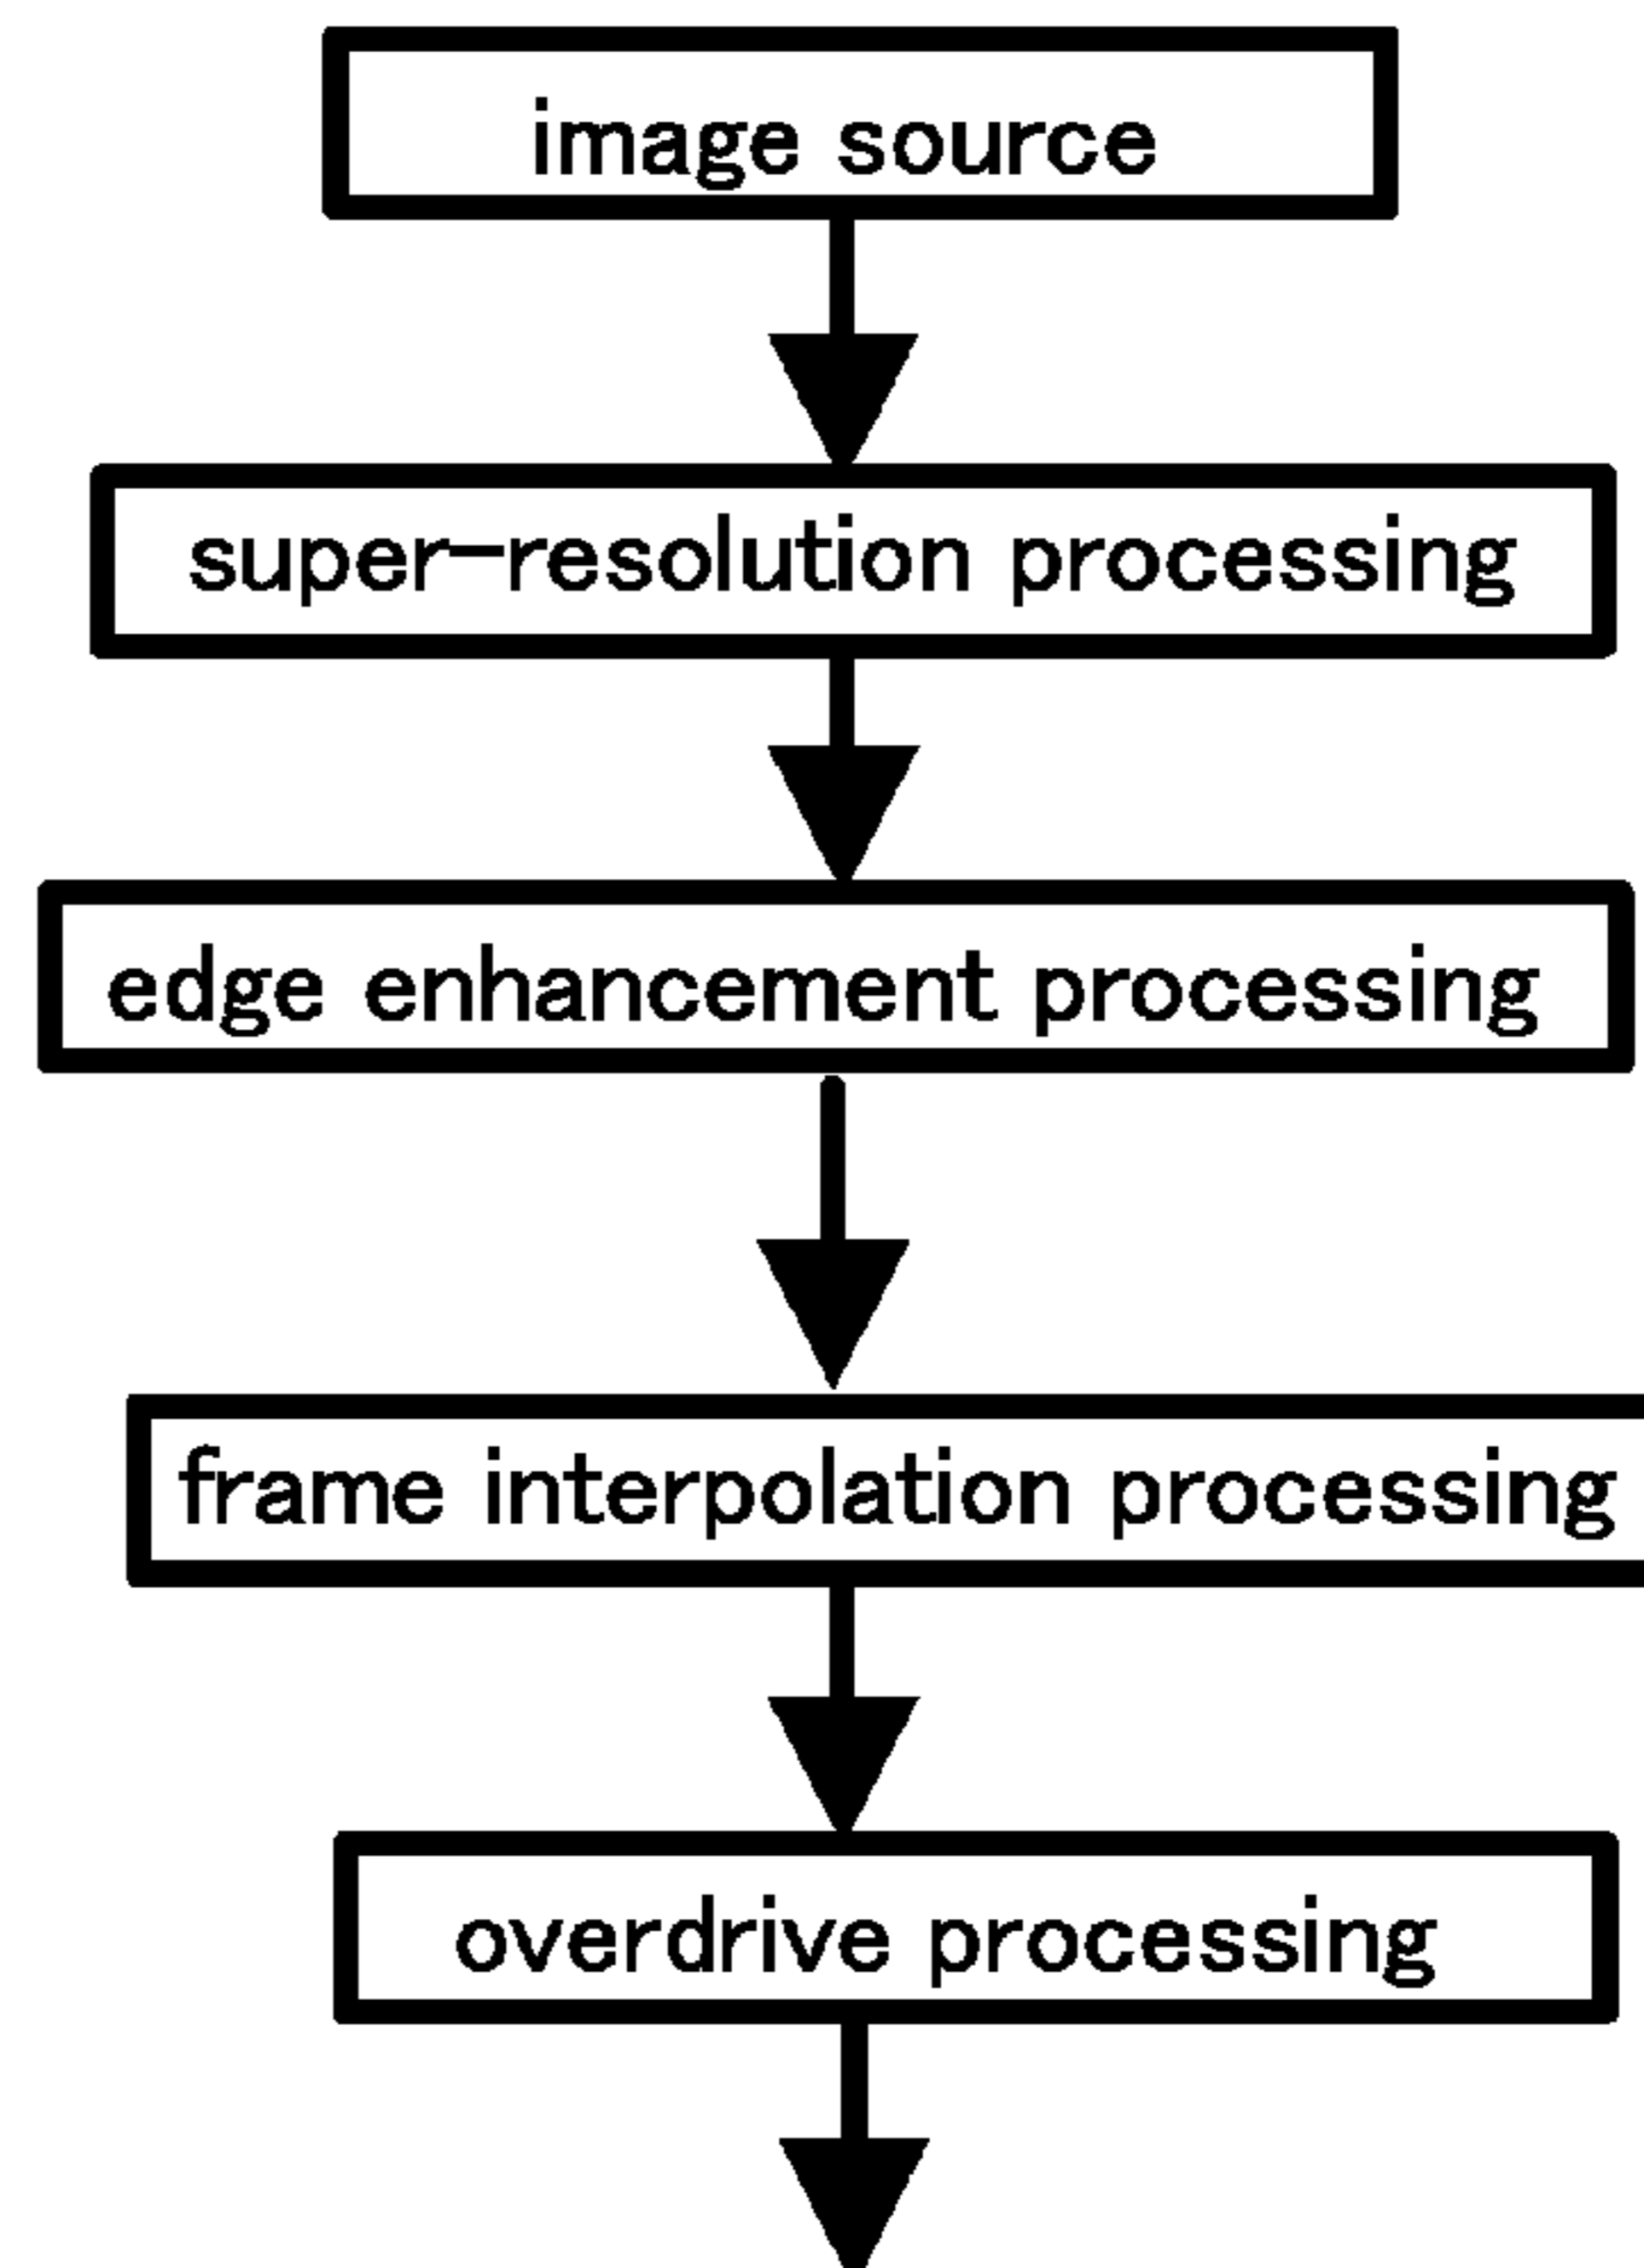 image source
super-resolution processing
edge enhancement processing
frame interpolation processing
overdrive processing